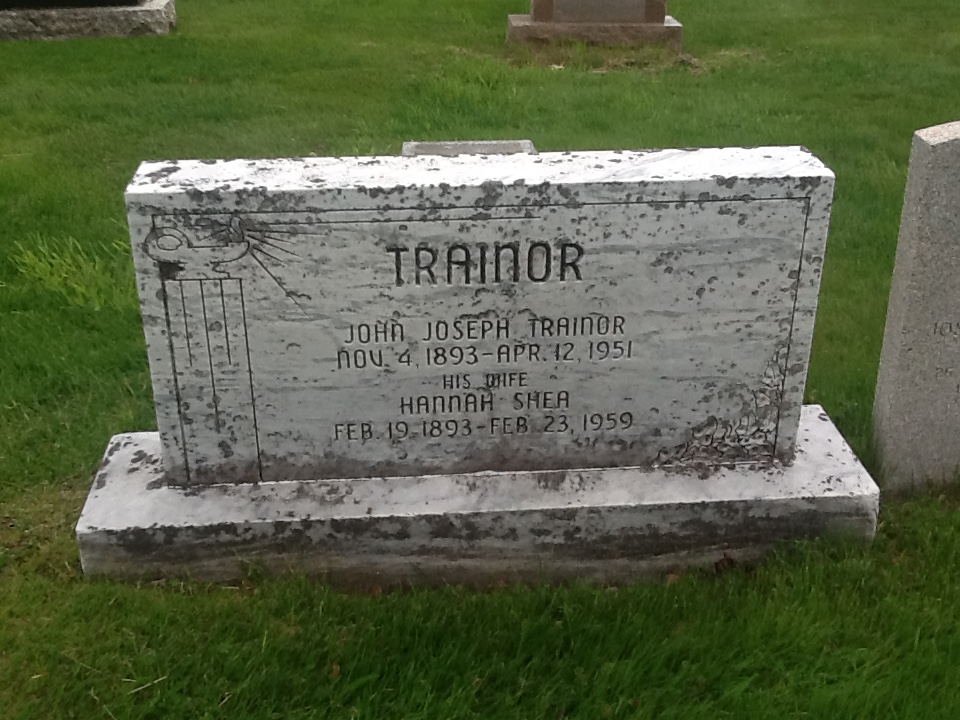 TRAINOR
JOHN JOSEPH TRAINOR
NOV. 4, 1893-APR. 12, 1951
HIS WIFE
HANNAH SHEA
FEB. 19, 1893-FEB. 23, 1959